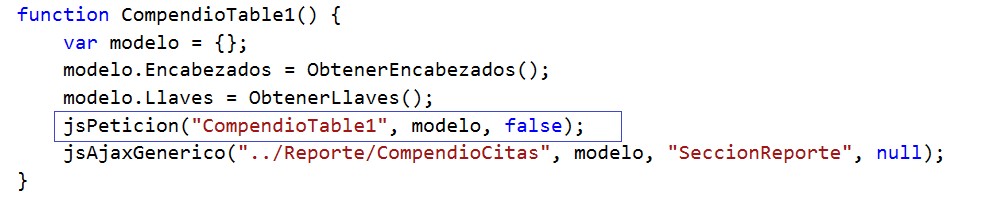 function CompendioTable1() {
var modelo = {};
modelo.Encabezados = ObtenerEncabezados();
modelo.Llaves = ObtenerLlaves();
jsPeticion("CompendioTable1", modelo, false);
jsAjaxGenerico("../Reporte/CompendioCitas", modelo, "SeccionReporte", null);
}